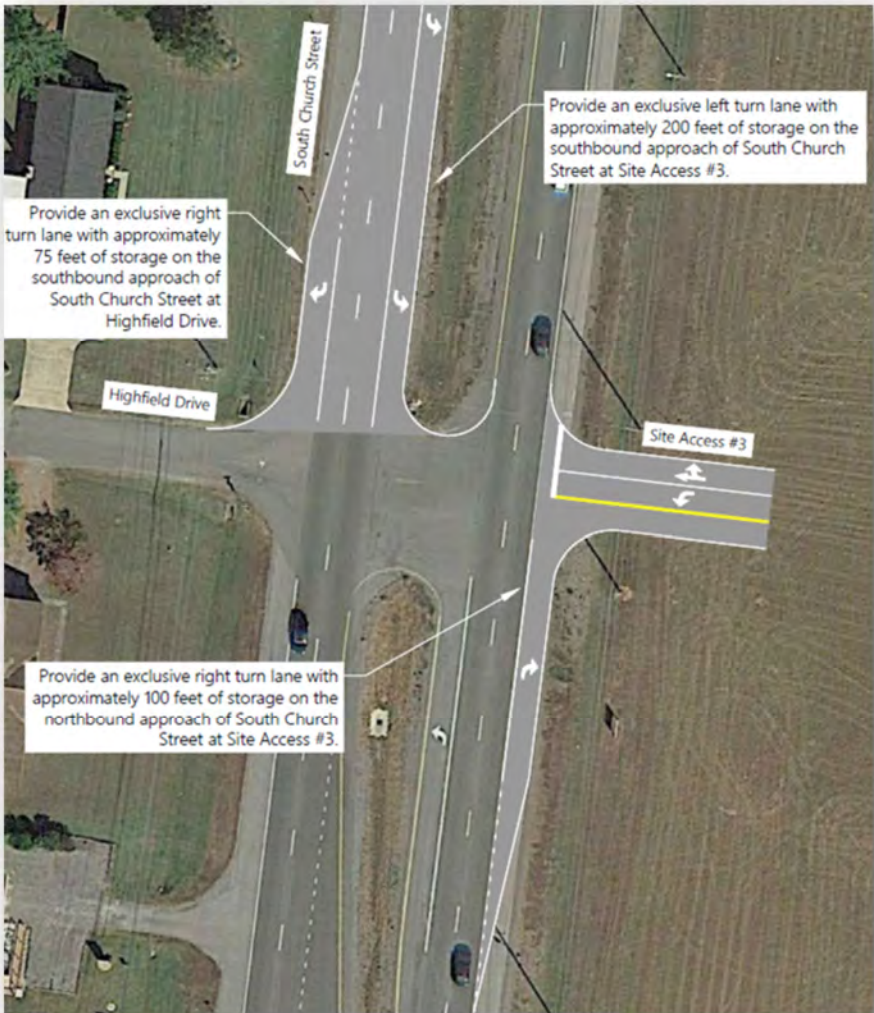 South Church Street
Provide an exclusive left turn lane with
approximately 200 feet of storage on the
southbound approach of South Church
Street at Site Access #3.
Provide an exclusive right
turn lane with approximately
75 feet of storage on the
southbound approach of
South Church Street at
Highfield Drive.
Highfield Drive
Site Access #3
Provide an exclusive right turn lane with
approximately 100 feet of storage on the
northbound approach of South Church
Street at Site Access #3.